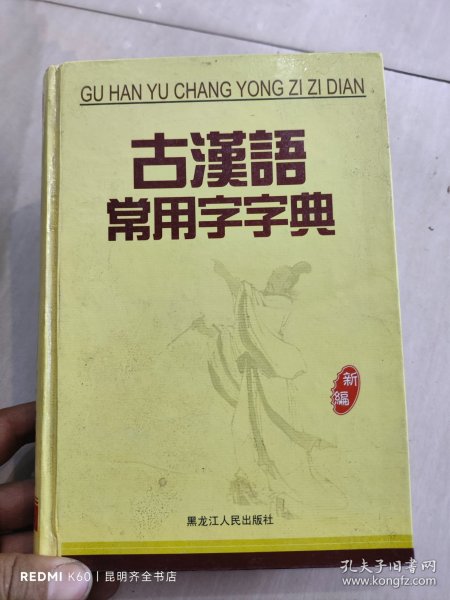 GU HAN YU CHANG YONG ZI ZI DIAN
古漢語
常用字字典
新編
黑龙江人民出版社
REDMI K60 | 昆明齐全书店
孔夫子旧书网
www.kongfz.com